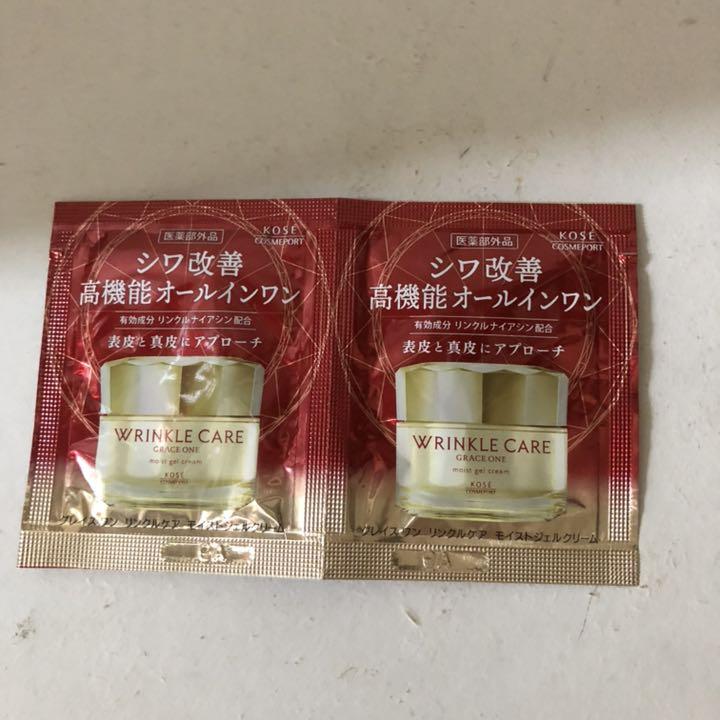 医薬部外品
KOSÉ
COSMEPORT
シワ改善
高機能オールインワン
有効成分 リンクルナイアシン配合
表皮と真皮にアプローチ
WRINKLE CARE
GRACE ONE
moist gel cream
KOSÉ
COSMEPORT
グレイス ワン リンクルケア モイストジェルクリーム
医薬部外品
KOSÉ
COSMEPORT
シワ改善
高機能オールインワン
有効成分 リンクルナイアシン配合
表皮と真皮にアプローチ
WRINKLE CARE
GRACE ONE
moist gel cream
KOSÉ
COSMEPORT
グレイス ワン リンクルケア モイストジェルクリーム